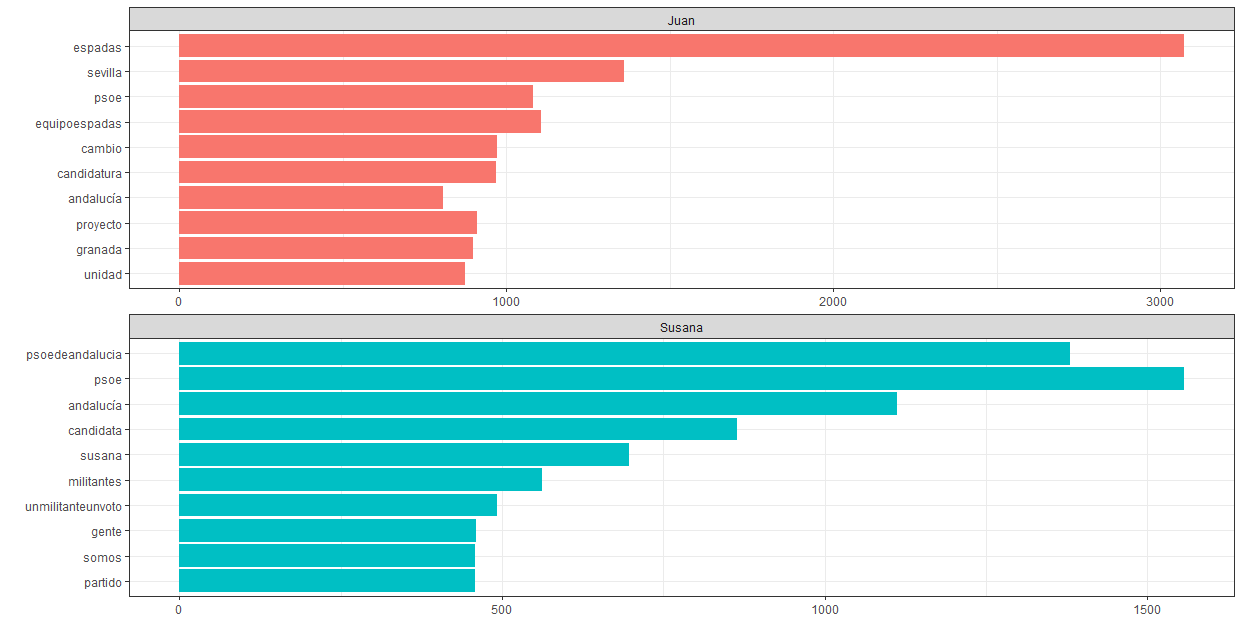 Juan
espadas
sevilla
psoe
equipoespadas
cambio
candidatura
andalucía
proyecto
granada
unidad
0 1000 2000 3000
Susana
psoedeandalucia
psoe
andalucía
candidata
susana
militantes
unmilitanteunvoto
gente
somos
partido
0 500 1000 1500